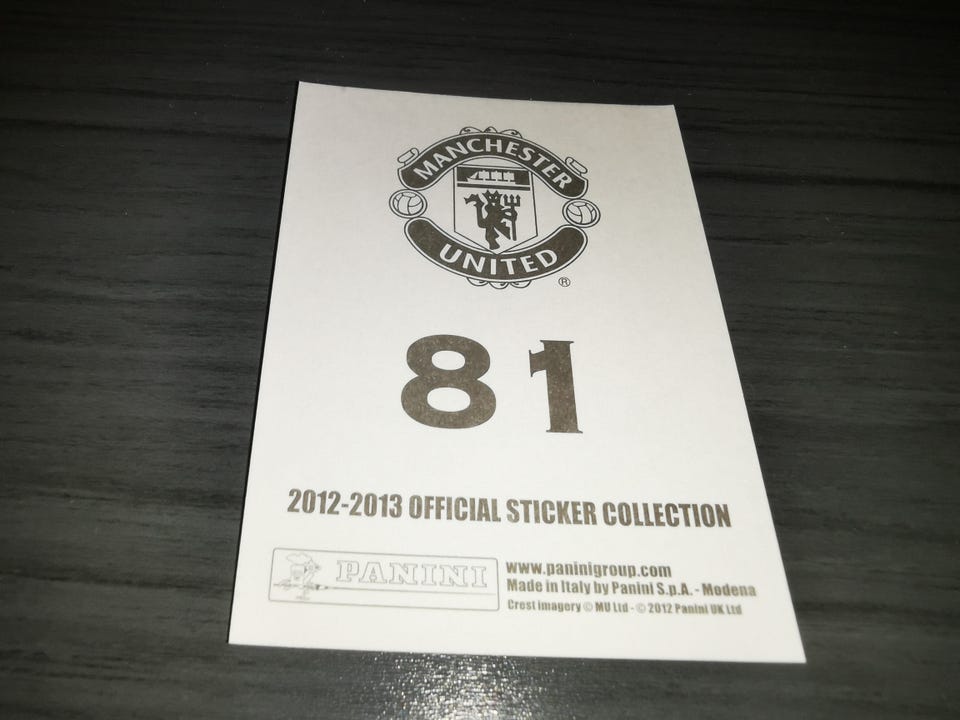 MANCHESTER
UNITED
®
81
2012-2013 OFFICIAL STICKER COLLECTION
PANINI
www.paninigroup.com
Made in Italy by Panini S.p.A. - Modena
Crest imagery © MU Ltd - © 2012 Panini UK Ltd